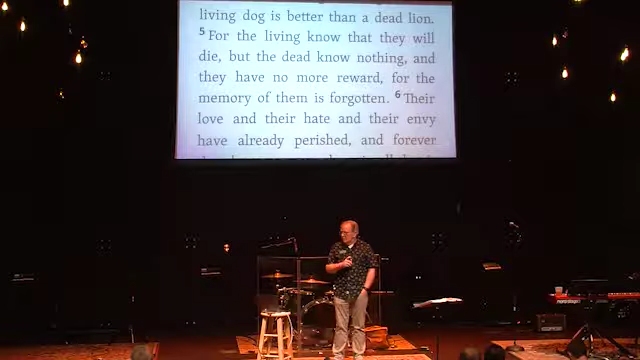 living dog is better than a dead lion.
5 For the living know that they will
die, but the dead know nothing, and
they have no more reward, for the
memory of them is forgotten. 6 Their
love and their hate and their envy
have already perished, and forever